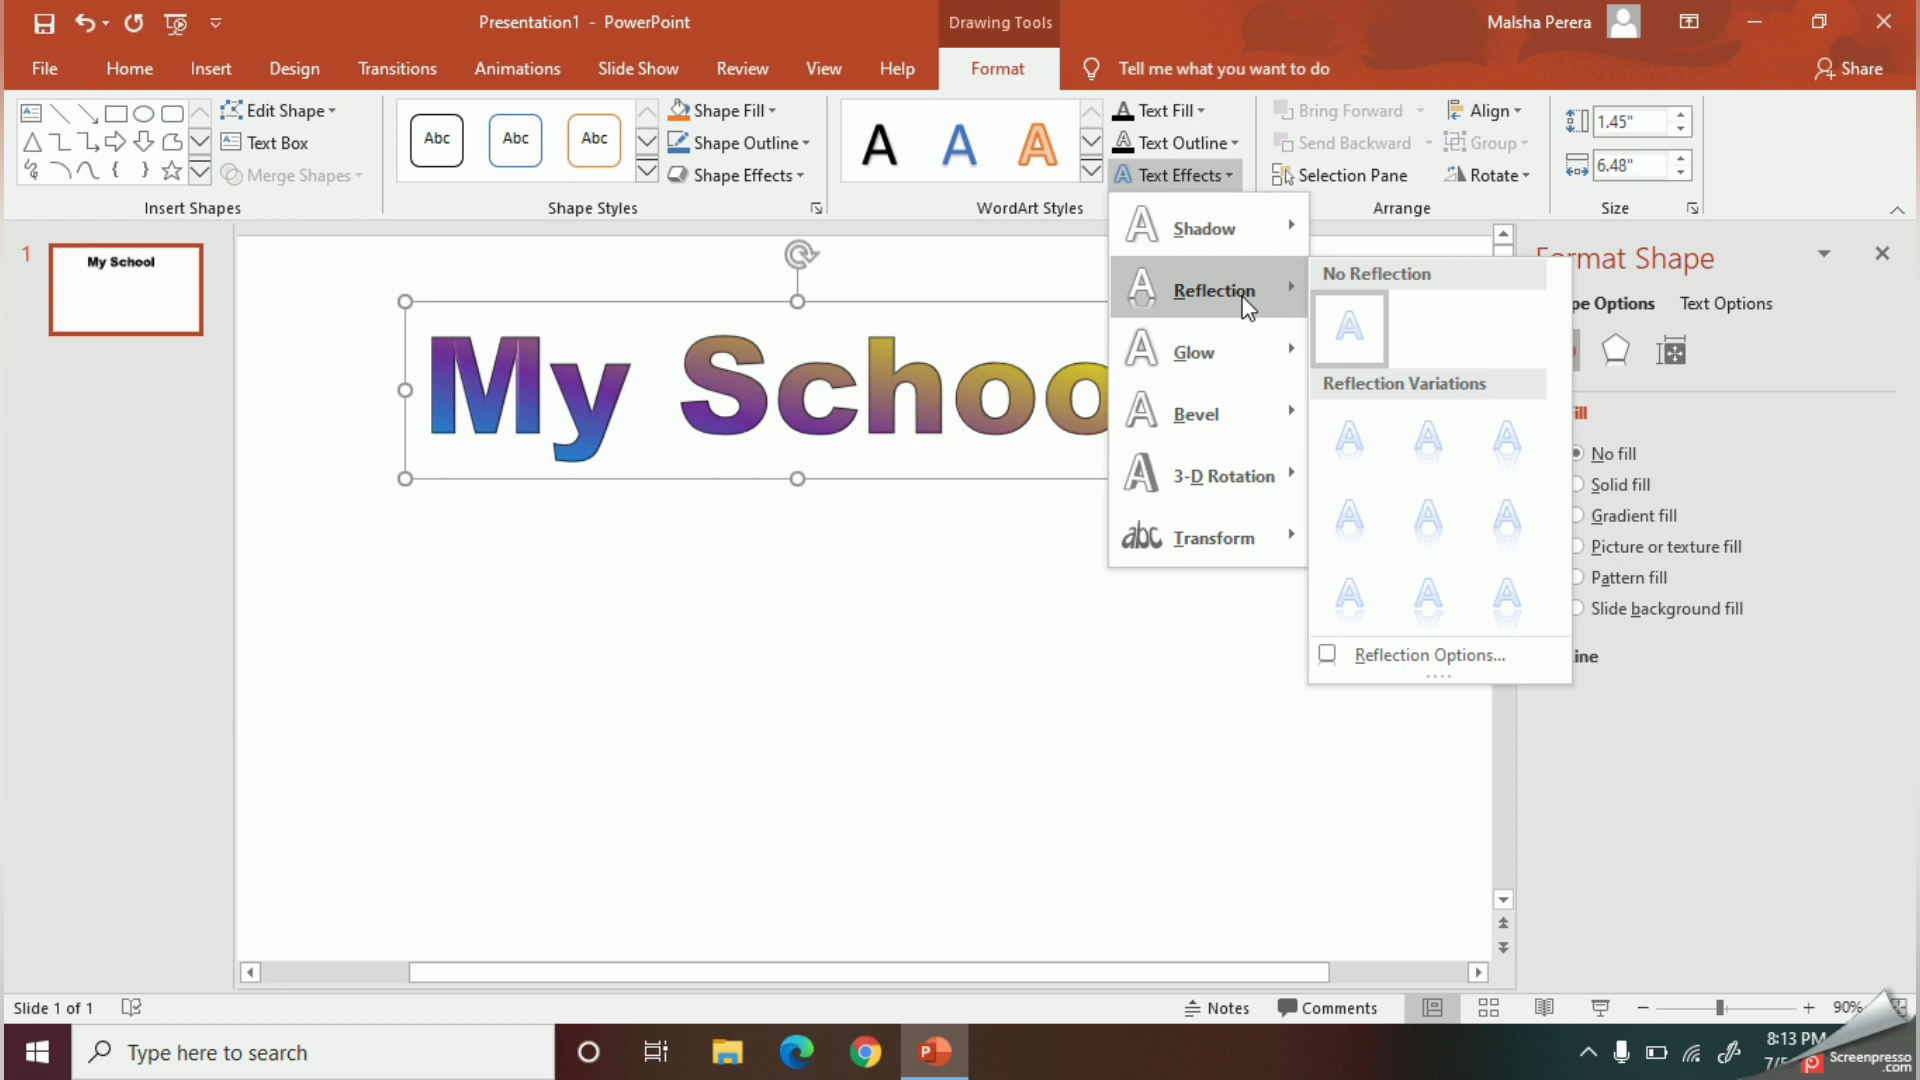 Presentation1 - PowerPoint
Drawing Tools
Malsha Perera
File Home Insert Design Transitions Animations Slide Show Review View Help Format Tell me what you want to do Share
Edit Shape
Text Box
Merge Shapes
Insert Shapes
Abc Abc Abc
Shape Fill
Shape Outline
Shape Effects
Shape Styles
A A A
Text Fill
Text Outline
Text Effects
WordArt Styles
Bring Forward
Send Backward
Selection Pane
Align
Group
Rotate
Arrange
1.45"
6.48"
Size
1
My School
My Schoo
Shadow
Reflection
Glow
Bevel
3-D Rotation
abc Transform
No Reflection
Reflection Variations
Reflection Options...
rmat Shape
pe Options Text Options
ill
No fill
Solid fill
Gradient fill
Picture or texture fill
Pattern fill
Slide background fill
ine
Slide 1 of 1
Notes Comments 90%
Type here to search
8:13 PM
Screenpresso
.com